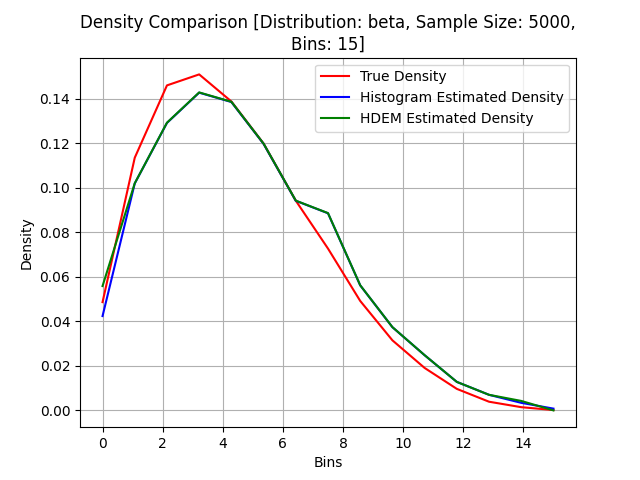 Density Comparison [Distribution: beta, Sample Size: 5000,
Bins: 15]
True Density
Histogram Estimated Density
HDEM Estimated Density
Density
0.14
0.12
0.10
0.08
0.06
0.04
0.02
0.00
0 2 4 6 8 10 12 14
Bins